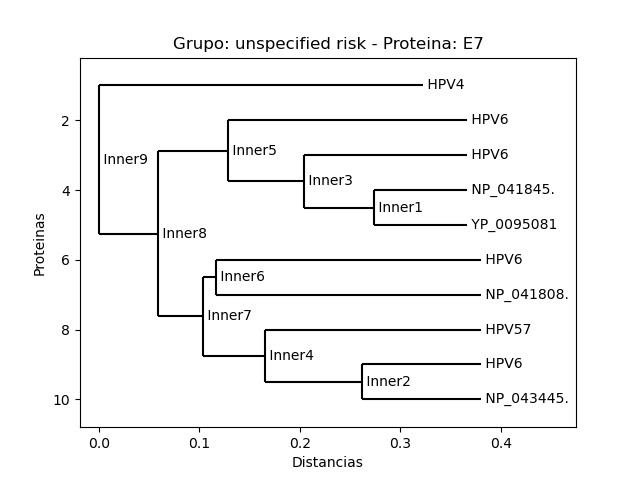 Grupo: unspecified risk - Proteina: E7
HPV4
2
HPV6
Inner5
Inner9
HPV6
Inner3
4
NP_041845.
Inner1
YP_0095081
Inner8
Proteinas
6
HPV6
Inner6
NP_041808.
Inner7
8
HPV57
Inner4
HPV6
Inner2
10
NP_043445.
0.0 0.1 0.2 0.3 0.4
Distancias